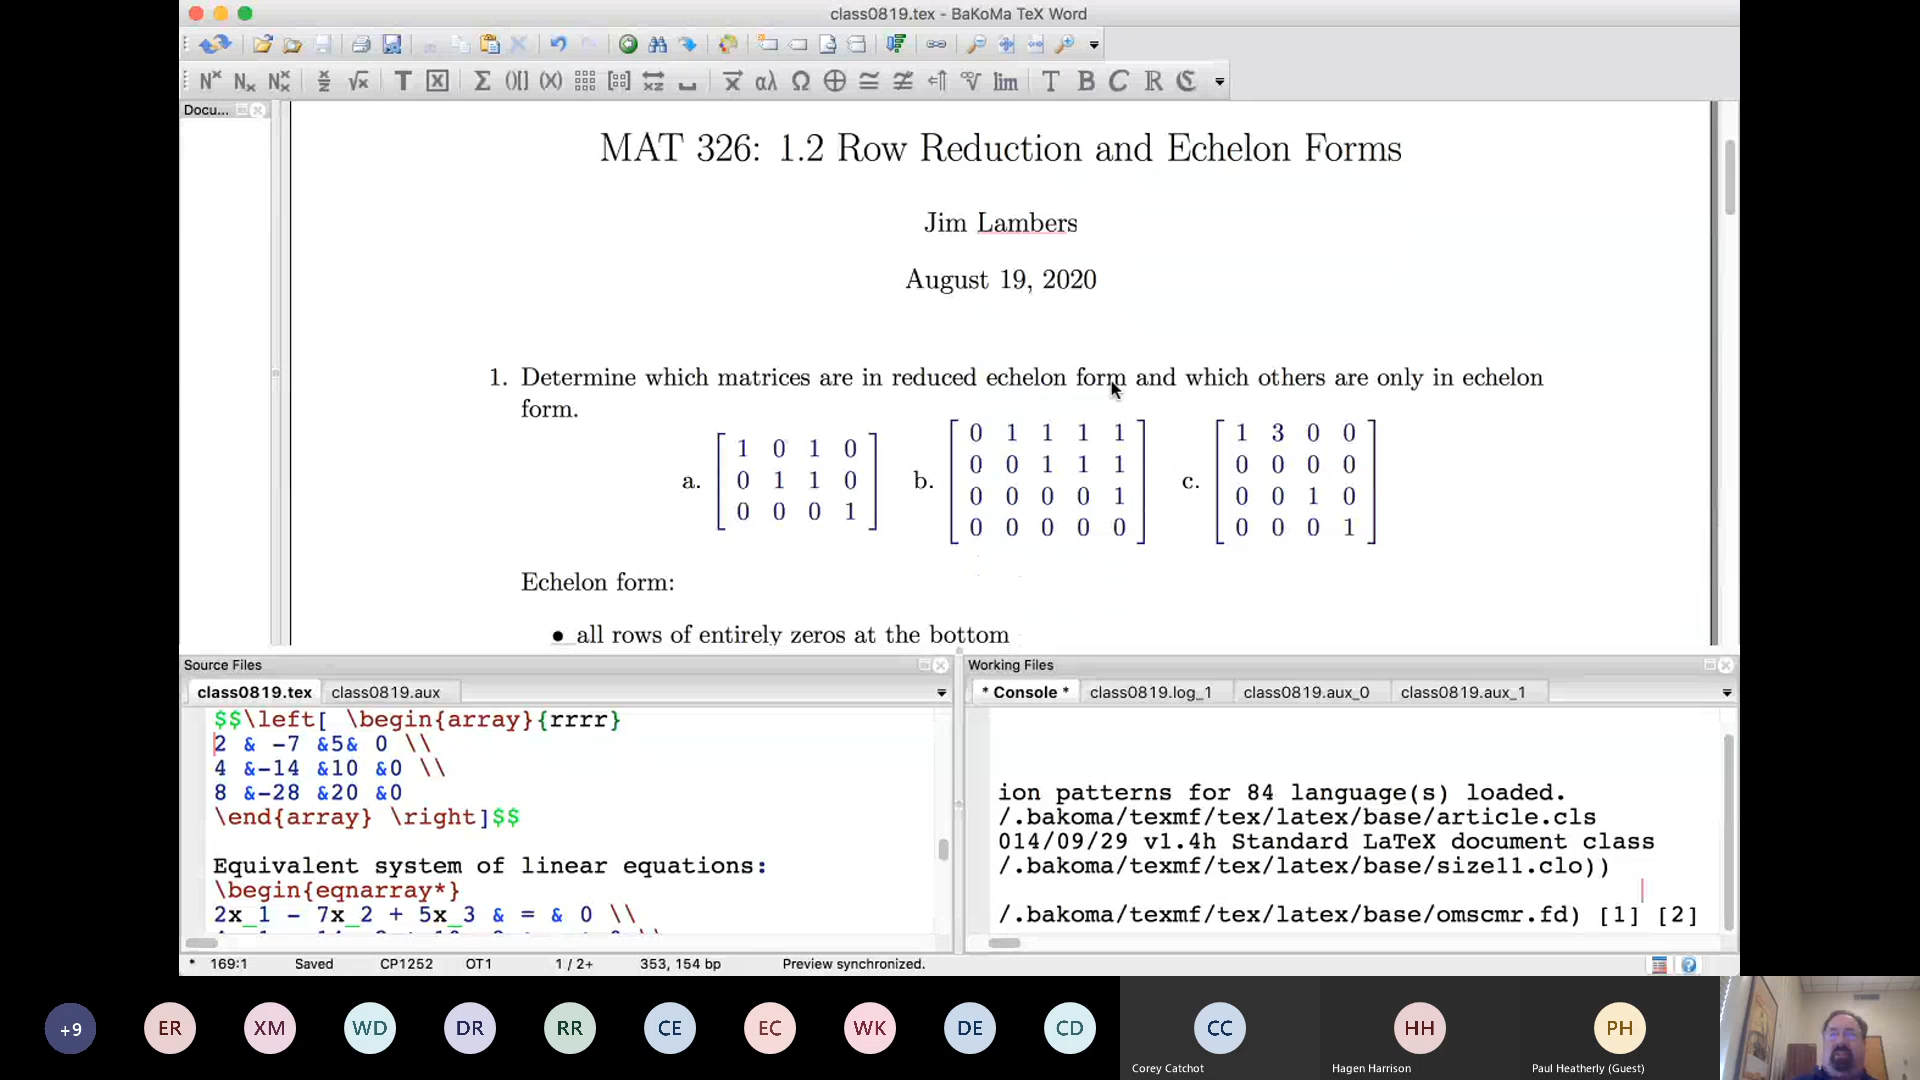 class0819.tex - BaKoMa TeX Word
Docu...
MAT 326: 1.2 Row Reduction and Echelon Forms
Jim Lambers
August 19, 2020
1. Determine which matrices are in reduced echelon form and which others are only in echelon
form.
a.
1 0 1 0
0 1 1 0
0 0 0 1
b.
0 1 1 1 1
0 0 1 1 1
0 0 0 0 1
0 0 0 0 0
c.
1 3 0 0
0 0 0 0
0 0 1 0
0 0 0 1
Echelon form:
• all rows of entirely zeros at the bottom
Source Files
class0819.tex class0819.aux
$$\left[ \begin{array}{rrrr}
2 & -7 &5& 0 \\
4 &-14 &10 &0 \\
8 &-28 &20 &0
\end{array} \right]$$
Equivalent system of linear equations:
\begin{eqnarray*}
2x_1 - 7x_2 + 5x_3 & = & 0 \\
Working Files
* Console * class0819.log_1 class0819.aux_0 class0819.aux_1
ion patterns for 84 language(s) loaded.
/.bakoma/texmf/tex/latex/base/article.cls
014/09/29 v1.4h Standard LaTeX document class
/.bakoma/texmf/tex/latex/base/size11.clo))
/.bakoma/texmf/tex/latex/base/omscmr.fd) [1] [2]
* 169:1 Saved CP1252 OT1 1 / 2+ 353, 154 bp Preview synchronized.
+9 ER XM WD DR RR CE EC WK DE CD CC HH PH
Corey Catchot Hagen Harrison Paul Heatherly (Guest)